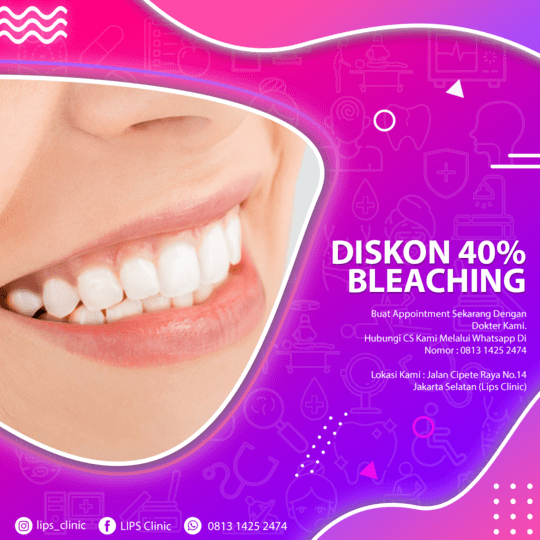 DISKON 40%
BLEACHING
Buat Appointment Sekarang Dengan
Dokter Kami.
Hubungi CS Kami Melalui Whatsapp Di
Nomor : 0813 1425 2474
Lokasi Kami : Jalan Cipete Raya No.14
Jakarta Selatan (Lips Clinic)
lips_clinic LIPS Clinic 0813 1425 2474